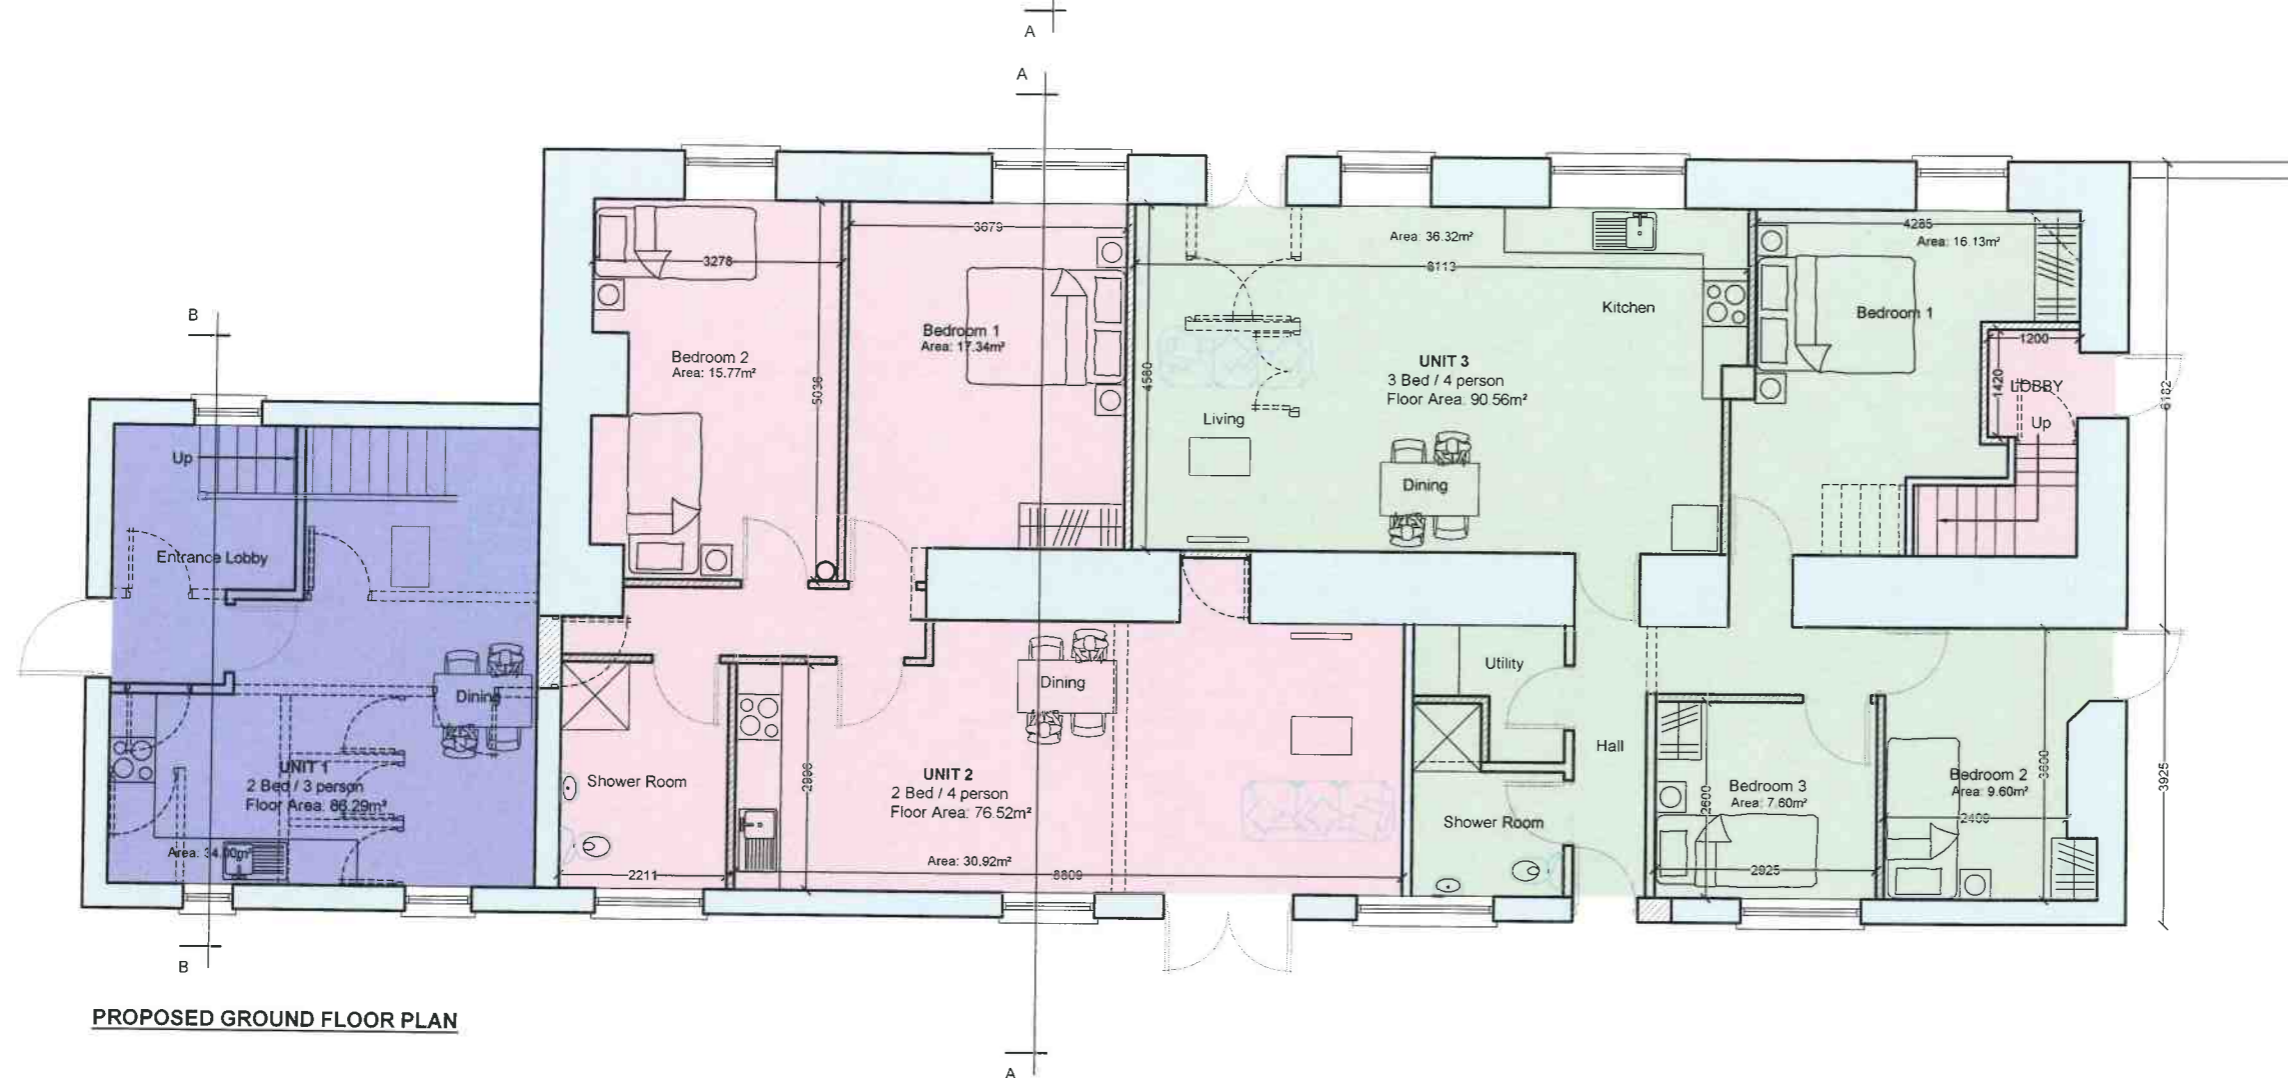 A
A
B
3278
3679
Area: 36.32m²
8113
4285
Area: 16.13m²
Kitchen
Bedroom 1
Bedroom 1
Area: 17.34m²
Bedroom 2
Area: 15.77m²
5036
4560
UNIT 3
3 Bed / 4 person
Floor Area: 90 56m²
Living
Dining
1200
1420
LOBBY
Up
6182
Up
Entrance Lobby
Dining
UNIT 1
2 Bed / 3 person
Floor Area: 86.29m²
Area: 34.00m²
Shower Room
2211
2996
Dining
UNIT 2
2 Bed / 4 person
Floor Area: 76.52m²
Area: 30.92m²
8809
Utility
Hall
Shower Room
Bedroom 3
Area: 7.60m²
2600
2925
Bedroom 2
Area: 9.60m²
3600
2409
3925
B
A
PROPOSED GROUND FLOOR PLAN